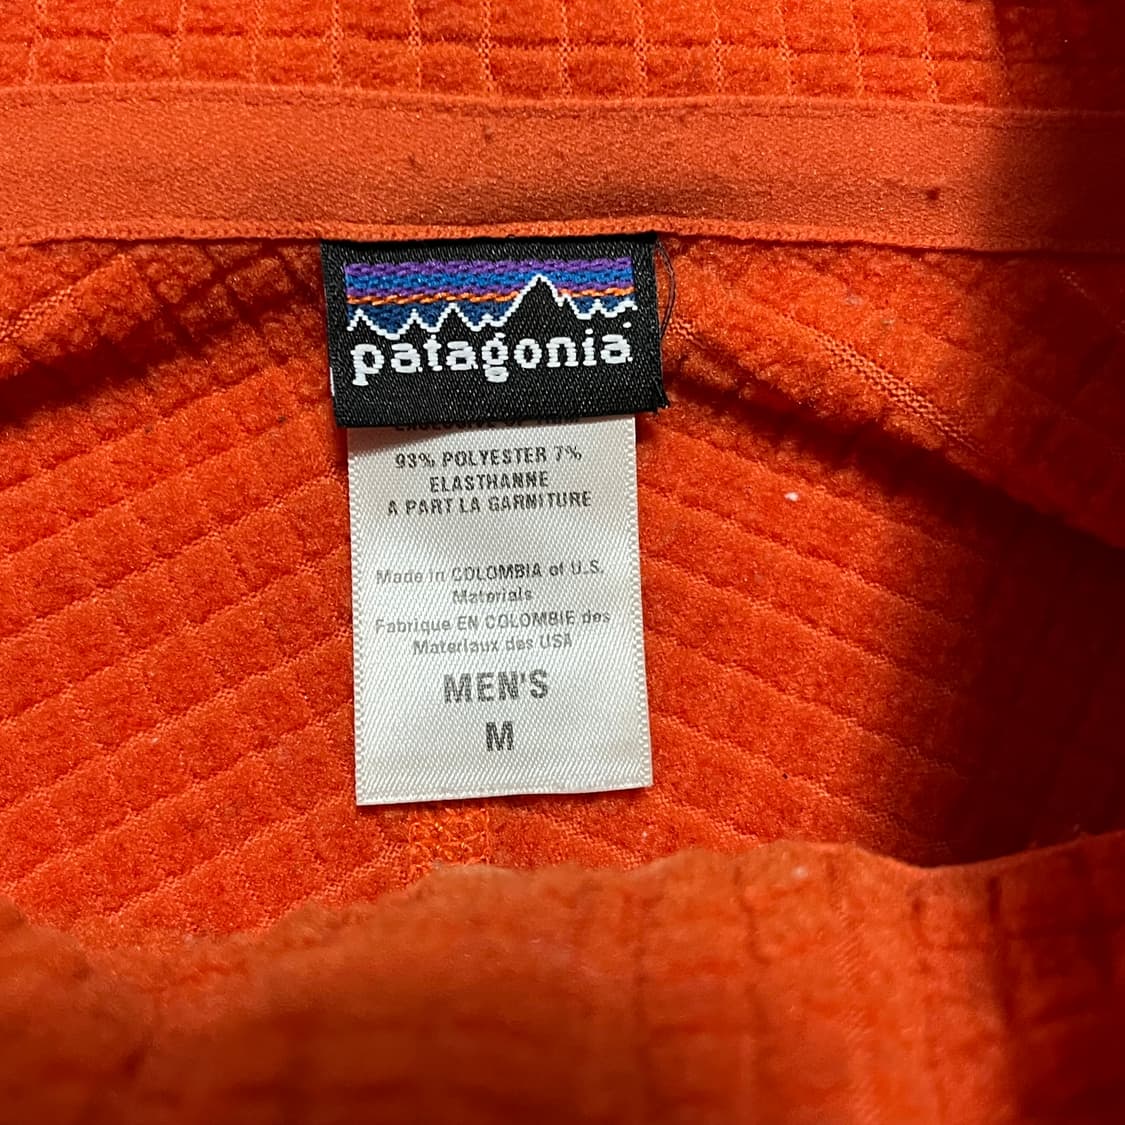 patagonia
93% POLYESTER 7%
ELASTHANNE
A PART LA GARNITURE
Made in COLOMBIA of U.S.
Materials
Fabrique EN COLOMBIE des
Materiaux des USA
MEN'S
M